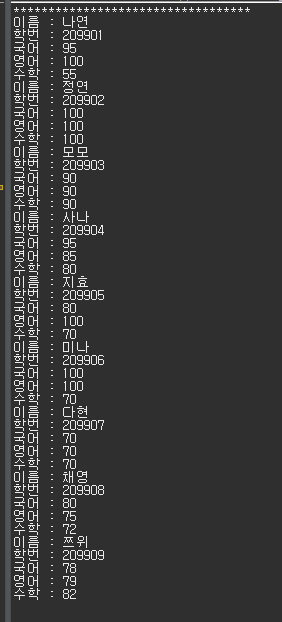 **********************************
이름 : 나연
학번 : 209901
국어 : 95
영어 : 100
수학 : 55
이름 : 정연
학번 : 209902
국어 : 100
영어 : 100
수학 : 100
이름 : 모모
학번 : 209903
국어 : 90
영어 : 90
수학 : 90
이름 : 사나
학번 : 209904
국어 : 95
영어 : 85
수학 : 80
이름 : 지효
학번 : 209905
국어 : 80
영어 : 100
수학 : 70
이름 : 미나
학번 : 209906
국어 : 100
영어 : 100
수학 : 70
이름 : 다현
학번 : 209907
국어 : 70
영어 : 70
수학 : 70
이름 : 채영
학번 : 209908
국어 : 80
영어 : 75
수학 : 72
이름 : 쯔위
학번 : 209909
국어 : 78
영어 : 79
수학 : 82